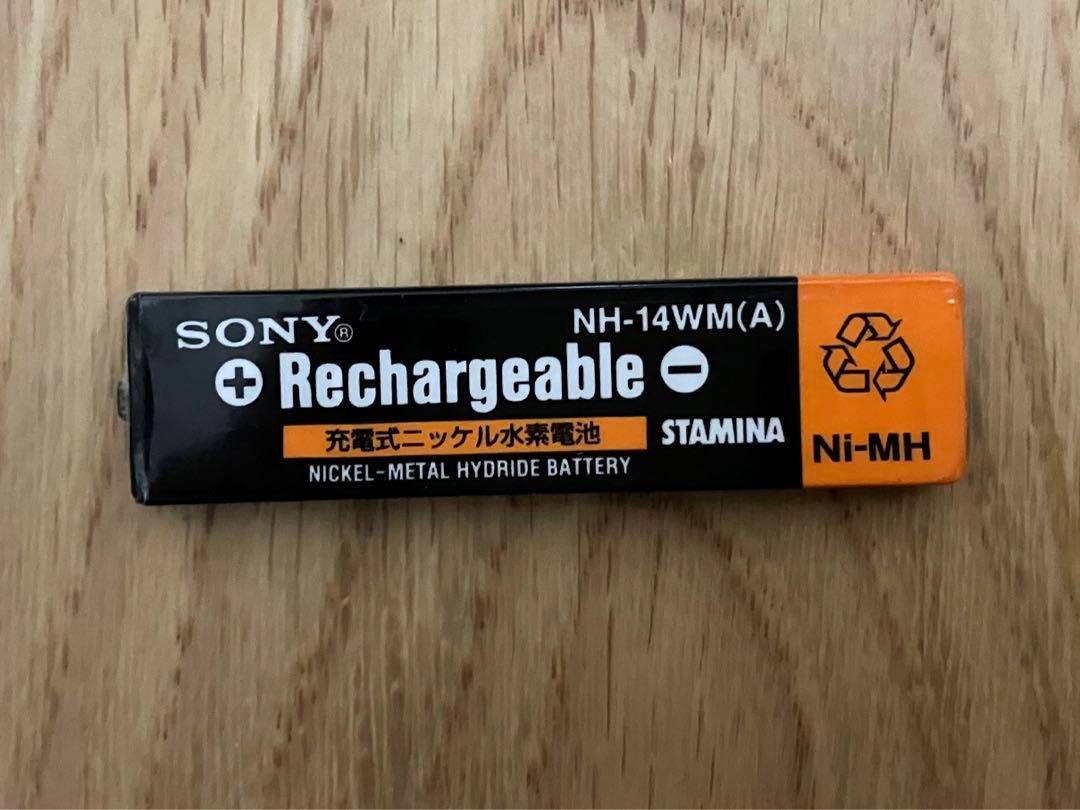 SONY®
NH-14WM(A)
+ Rechargeable −
充電式ニッケル水素電池
STAMINA
NICKEL-METAL HYDRIDE BATTERY
Ni-MH